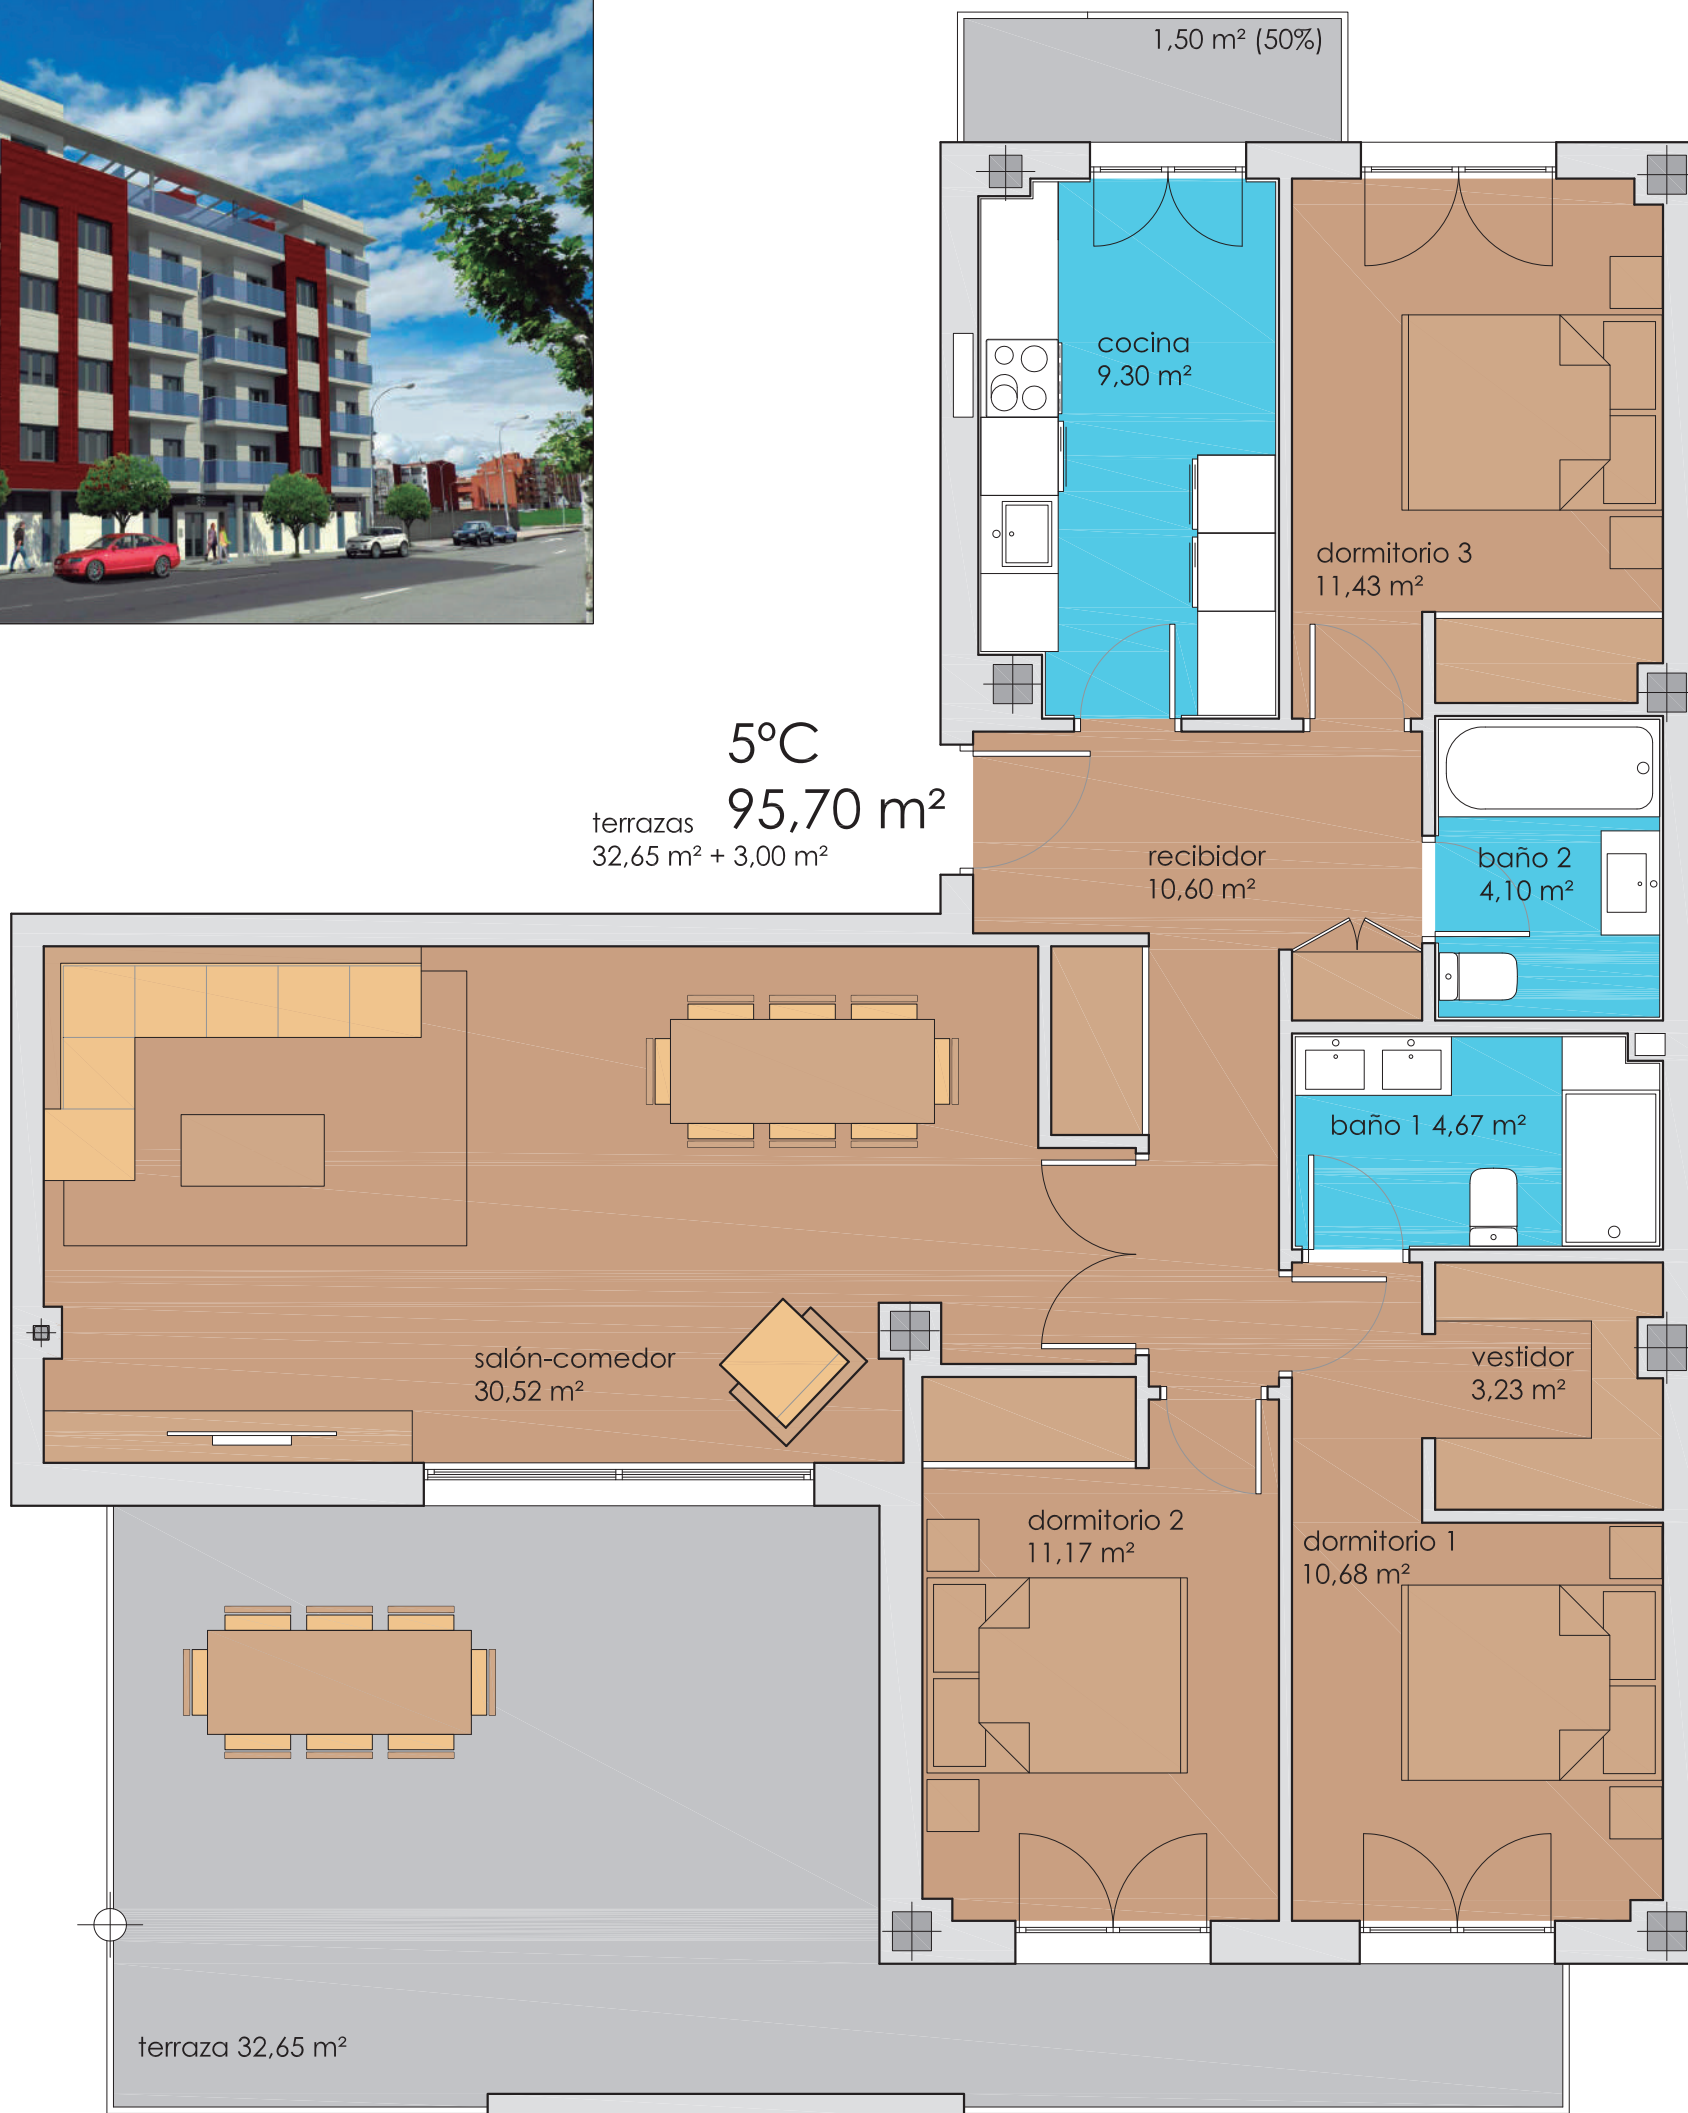 1,50 m² (50%)
cocina
9,30 m²
dormitorio 3
11,43 m²
5ºC
95,70 m²
terrazas
32,65 m² + 3,00 m²
recibidor
10,60 m²
baño 2
4,10 m²
baño 1 4,67 m²
salón-comedor
30,52 m²
vestidor
3,23 m²
dormitorio 2
11,17 m²
dormitorio 1
10,68 m²
terraza 32,65 m²